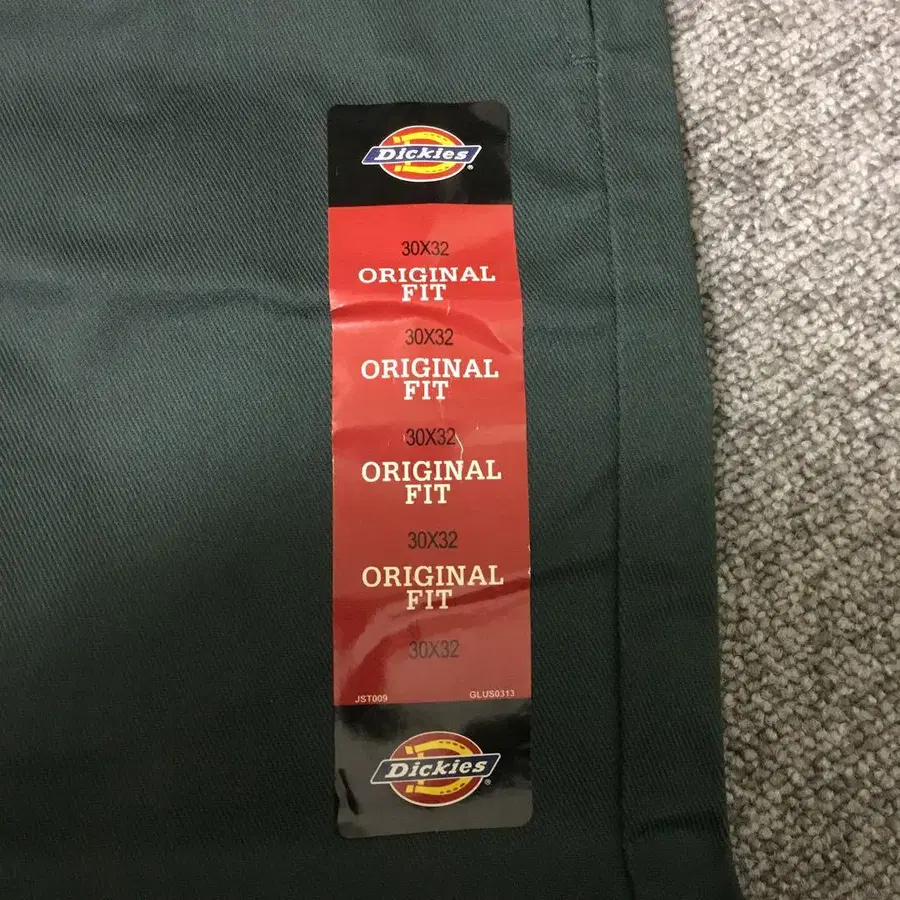 Dickies
30X32
ORIGINAL
FIT
30X32
ORIGINAL
FIT
30X32
ORIGINAL
FIT
30X32
ORIGINAL
FIT
30X32
JST009 GLUS0313
Dickies